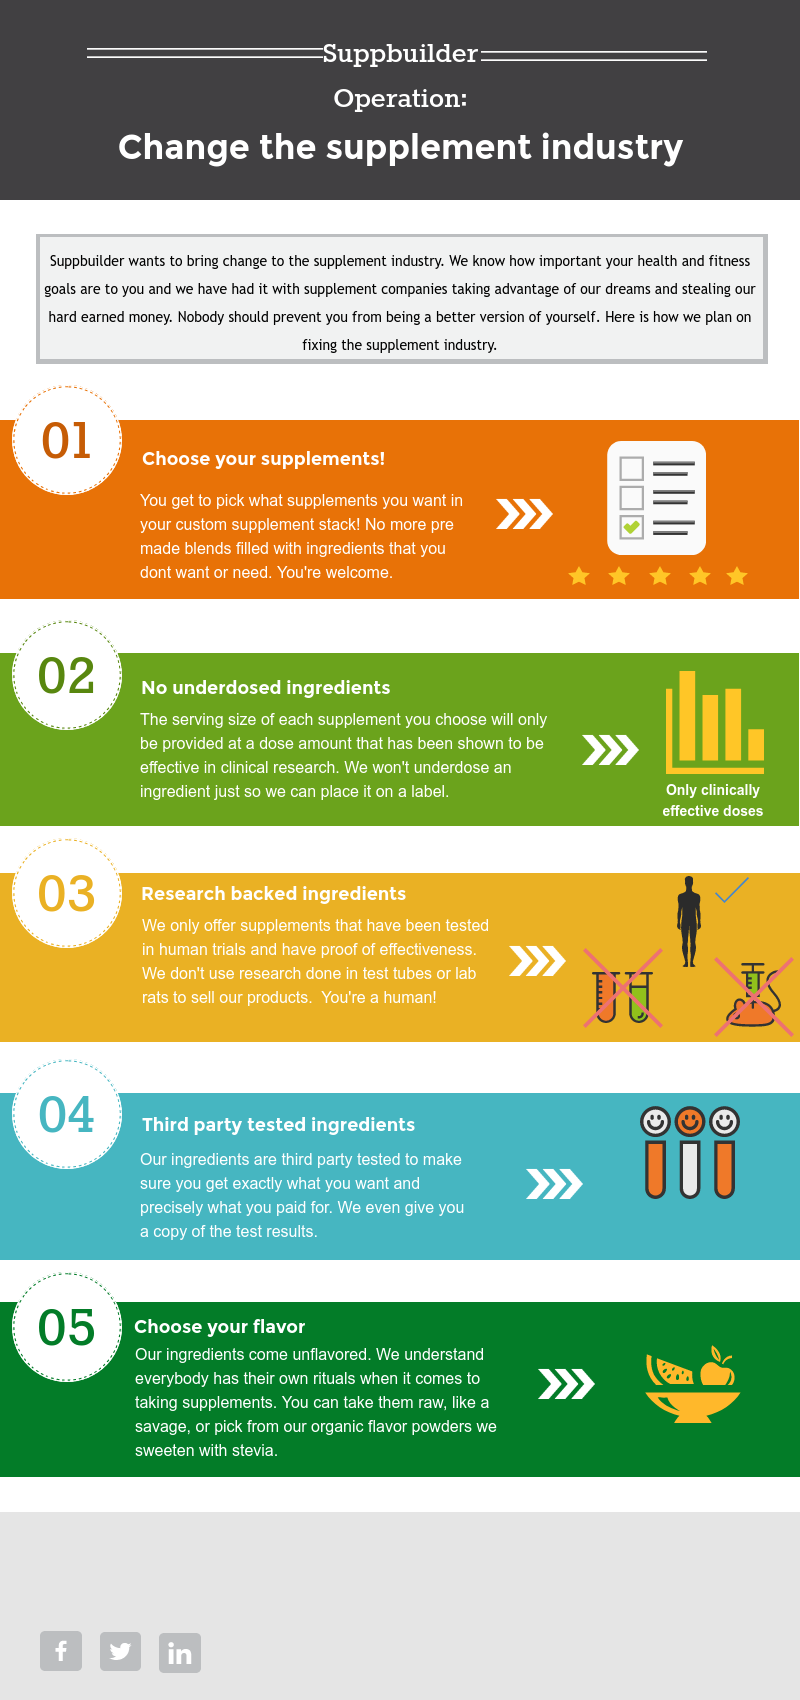 Suppbuilder
Operation:
Change the supplement industry
Suppbuilder wants to bring change to the supplement industry. We know how important your health and fitness
goals are to you and we have had it with supplement companies taking advantage of our dreams and stealing our
hard earned money. Nobody should prevent you from being a better version of yourself. Here is how we plan on
fixing the supplement industry.
01
Choose your supplements!
You get to pick what supplements you want in
your custom supplement stack! No more pre
made blends filled with ingredients that you
dont want or need. You're welcome.
02
No underdosed ingredients
The serving size of each supplement you choose will only
be provided at a dose amount that has been shown to be
effective in clinical research. We won't underdose an
ingredient just so we can place it on a label.
Only clinically
effective doses
03
Research backed ingredients
We only offer supplements that have been tested
in human trials and have proof of effectiveness.
We don't use research done in test tubes or lab
rats to sell our products.  You're a human!
04
Third party tested ingredients
Our ingredients are third party tested to make
sure you get exactly what you want and
precisely what you paid for. We even give you
a copy of the test results.
05
Choose your flavor
Our ingredients come unflavored. We understand
everybody has their own rituals when it comes to
taking supplements. You can take them raw, like a
savage, or pick from our organic flavor powders we
sweeten with stevia.
f
in